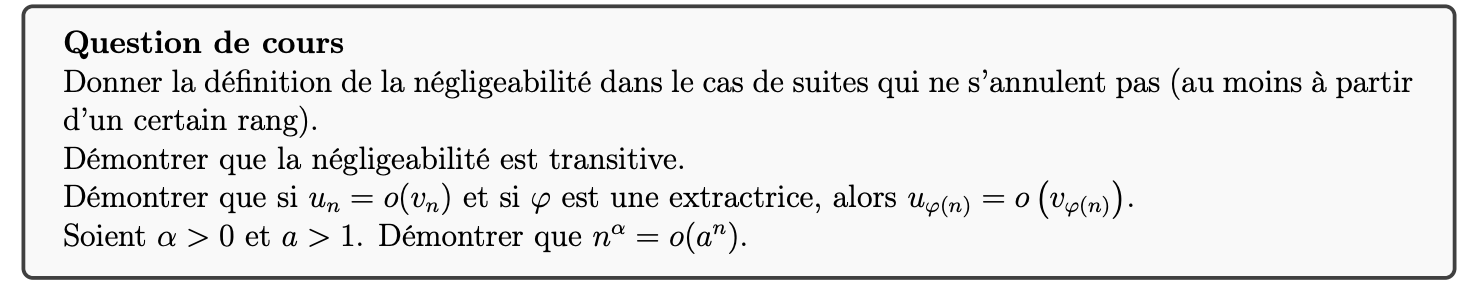 Question de cours
Donner la définition de la négligeabilité dans le cas de suites qui ne s'annulent pas (au moins à partir
d'un certain rang).
Démontrer que la négligeabilité est transitive.
Démontrer que si $u_n = o(v_n)$ et si $\varphi$ est une extractrice, alors $u_{\varphi(n)} = o\left(v_{\varphi(n)}\right)$.
Soient $\alpha > 0$ et $a > 1$. Démontrer que $n^\alpha = o(a^n)$.